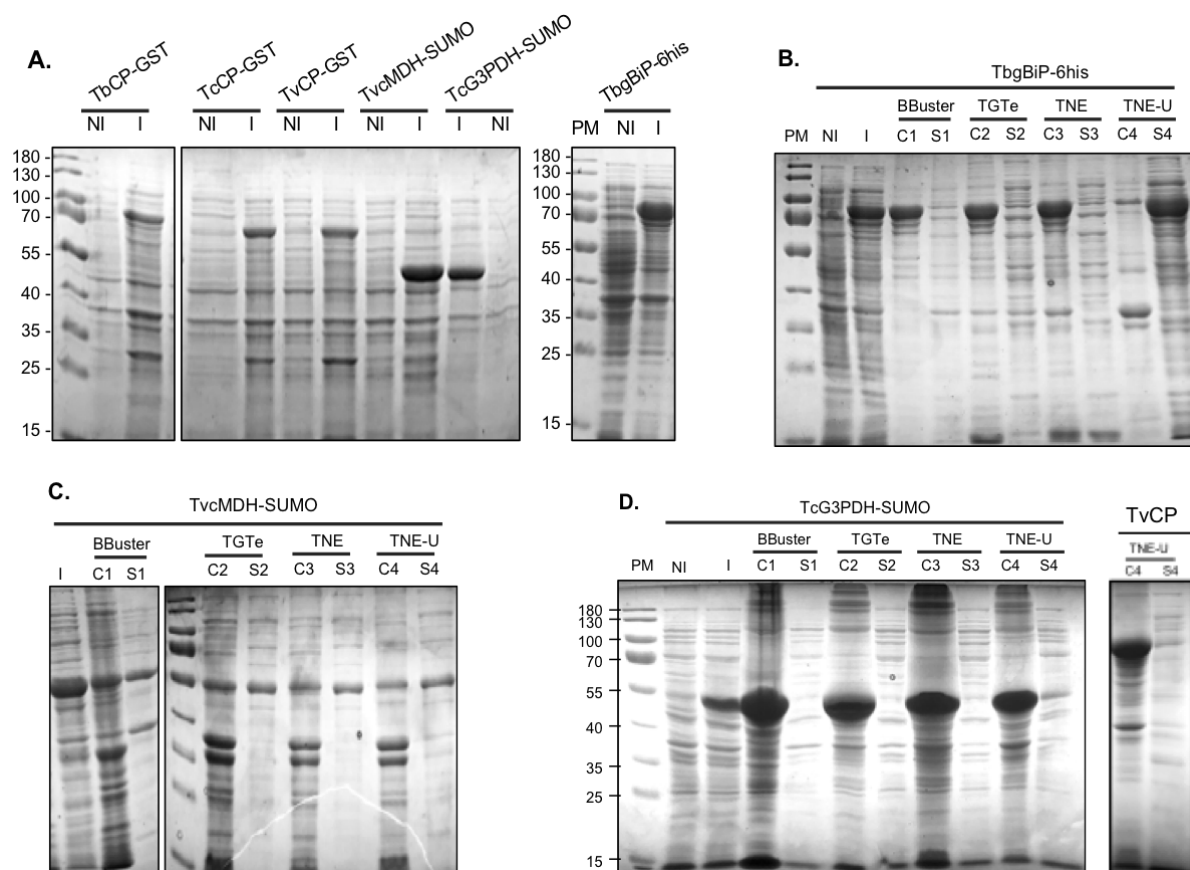 A.
TbCP-GST TcCP-GST TvCP-GST TvcMDH-SUMO TcG3PDH-SUMO TbgBiP-6his
NI I NI I NI I NI I I NI PM NI I
180
130
100
70
55
40
35
25
15
180
130
100
70
55
40
35
25
15
B.
TbgBiP-6his
BBuster TGTe TNE TNE-U
PM NI I C1 S1 C2 S2 C3 S3 C4 S4
C.
TvcMDH-SUMO
BBuster TGTe TNE TNE-U
I C1 S1 C2 S2 C3 S3 C4 S4
D.
TcG3PDH-SUMO
BBuster TGTe TNE TNE-U
PM NI I C1 S1 C2 S2 C3 S3 C4 S4
180
130
100
70
55
40
35
25
15
TvCP
TNE-U
C4 S4